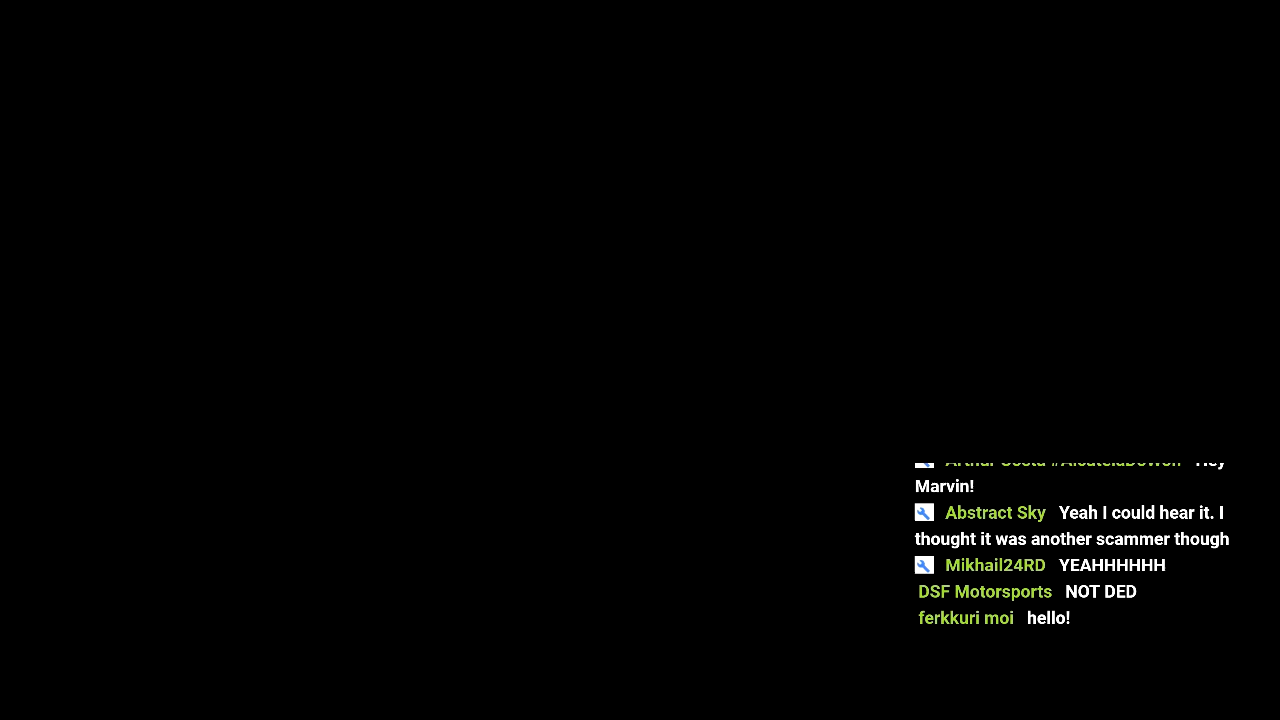 Marvin!
Abstract Sky Yeah I could hear it. I
thought it was another scammer though
Mikhail24RD YEAHHHHHH
DSF Motorsports NOT DED
ferkkuri moi hello!